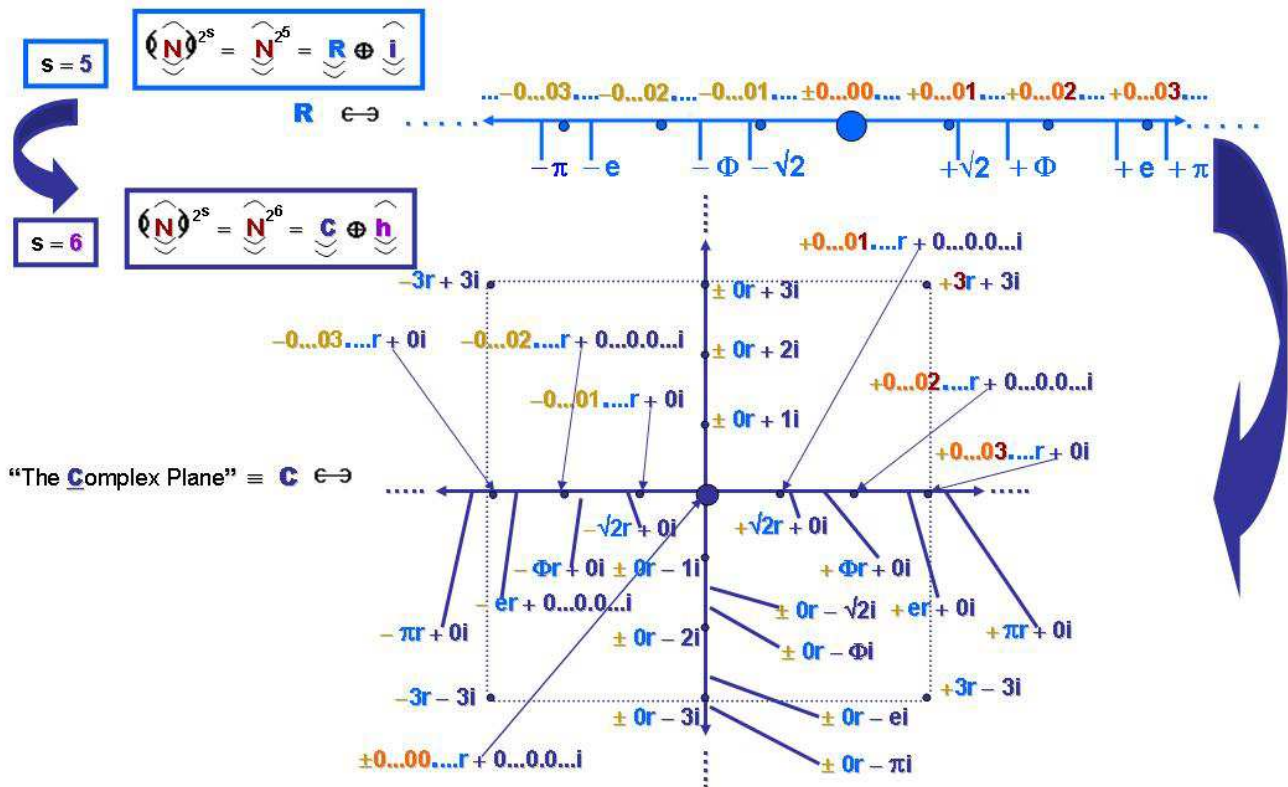 s = 5
(N)^2^s = N^2^5 = R ⊕ i
...−0...03....−0...02....−0...01.... ±0...00.... +0...01....+0...02....+0...03....
R
− π − e − Φ − √2 +√2 + Φ + e + π
s = 6
(N)^2^s = N^2^6 = C ⊕ h
+0...01....r + 0...0.0...i
−3r + 3i
± 0r + 3i
+3r + 3i
−0...03....r + 0i
−0...02....r + 0...0.0...i
± 0r + 2i
+0...02....r + 0...0.0...i
−0...01....r + 0i
± 0r + 1i
+0...03....r + 0i
“The Complex Plane” ≡ C
−√2r + 0i
+√2r + 0i
− Φr + 0i
± 0r − 1i
+ Φr + 0i
− er + 0...0.0...i
± 0r − √2i
+ er + 0i
− πr + 0i
± 0r − 2i
± 0r − Φi
+ πr + 0i
−3r − 3i
± 0r − 3i
± 0r − ei
+3r − 3i
±0...00....r + 0...0.0...i
± 0r − πi